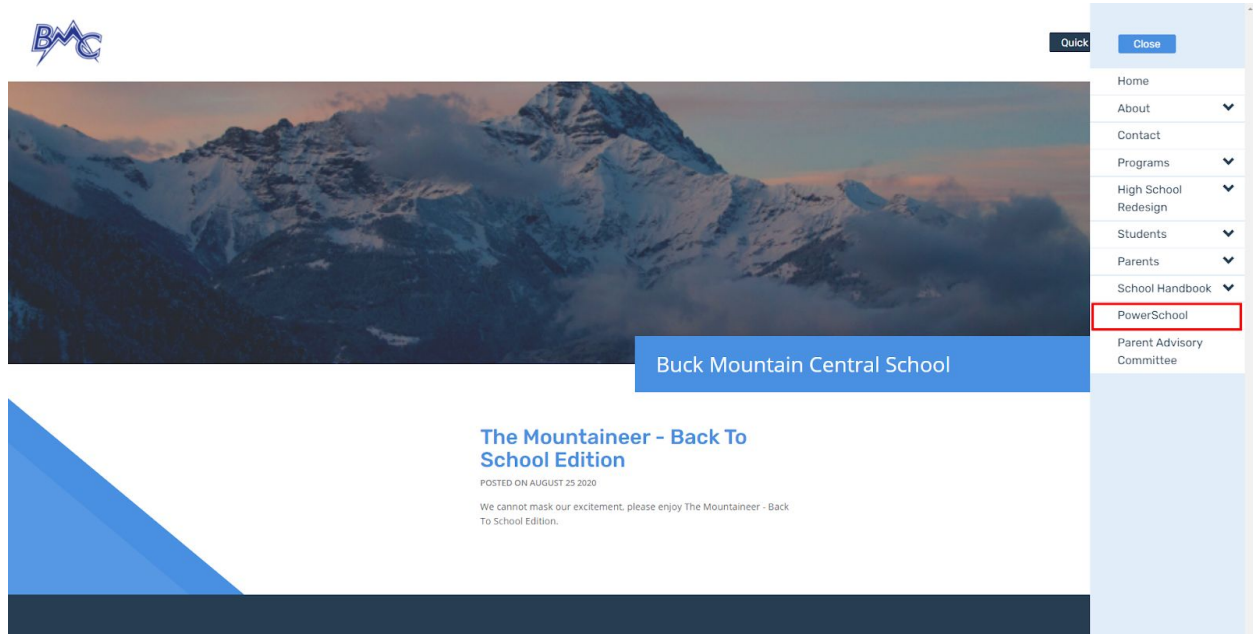 BMC
Quick
Close
Home
About
Contact
Programs
High School
Redesign
Students
Parents
School Handbook
PowerSchool
Parent Advisory
Committee
Buck Mountain Central School
The Mountaineer - Back To
School Edition
POSTED ON AUGUST 25 2020
We cannot mask our excitement, please enjoy The Mountaineer - Back
To School Edition.